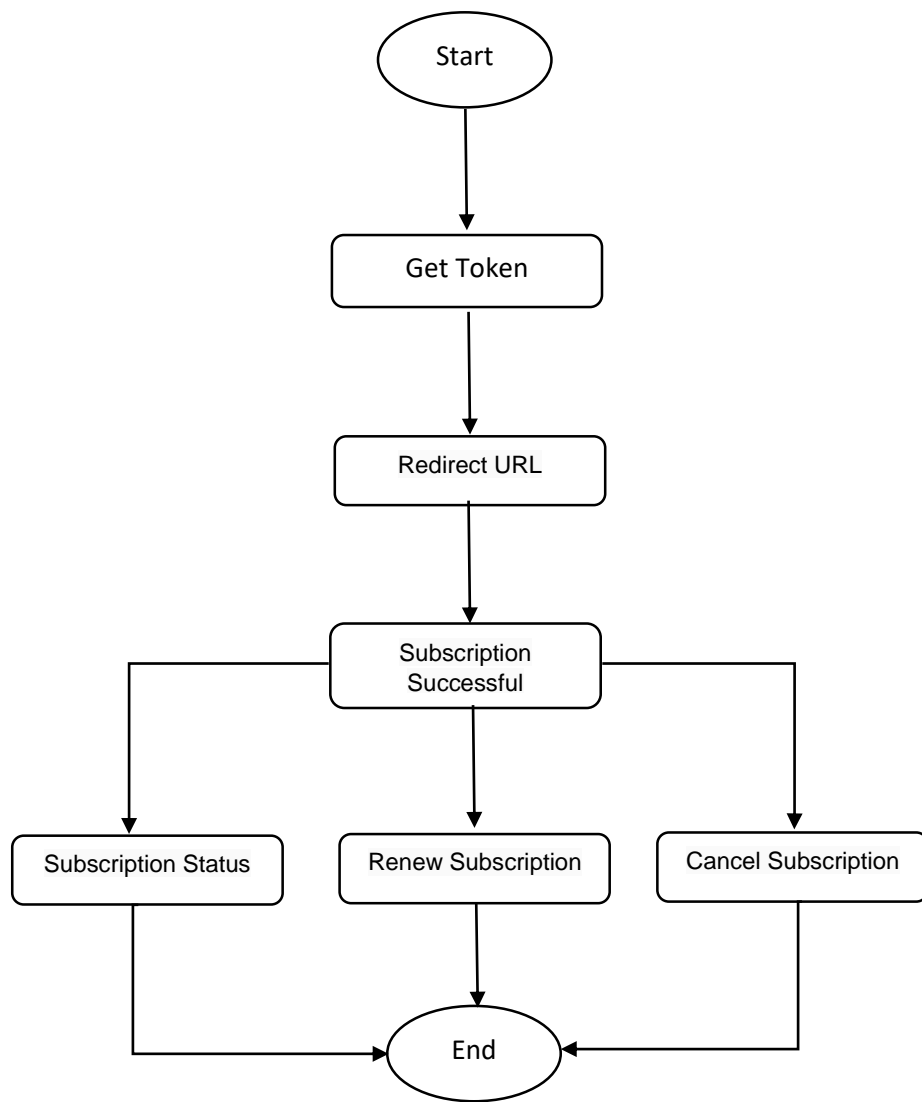 Start
Get Token
Redirect URL
Subscription
Successful
Subscription Status
Renew Subscription
Cancel Subscription
End